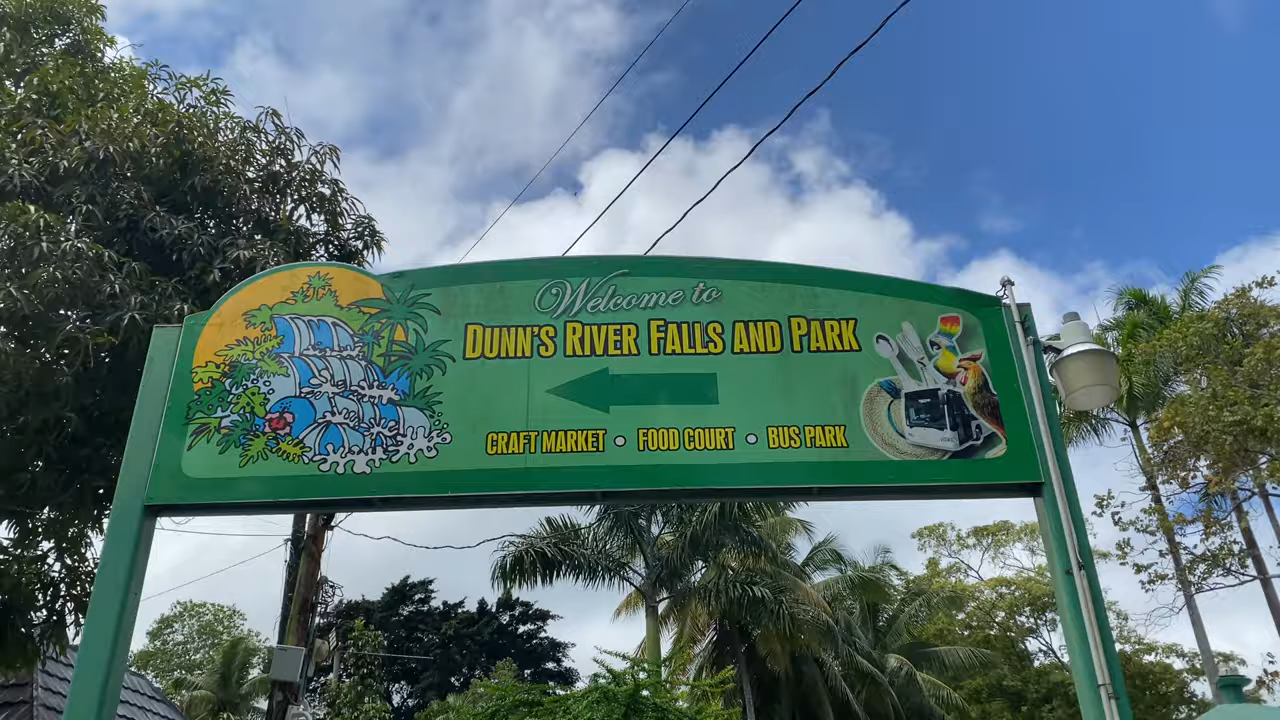 Welcome to
DUNN'S RIVER FALLS AND PARK
CRAFT MARKET • FOOD COURT • BUS PARK